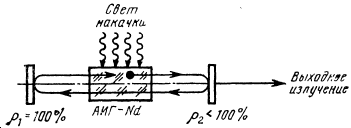 Свет
накачки
ρ₁=100%
АИГ-Nd
ρ₂<100%
Выходное
излучение